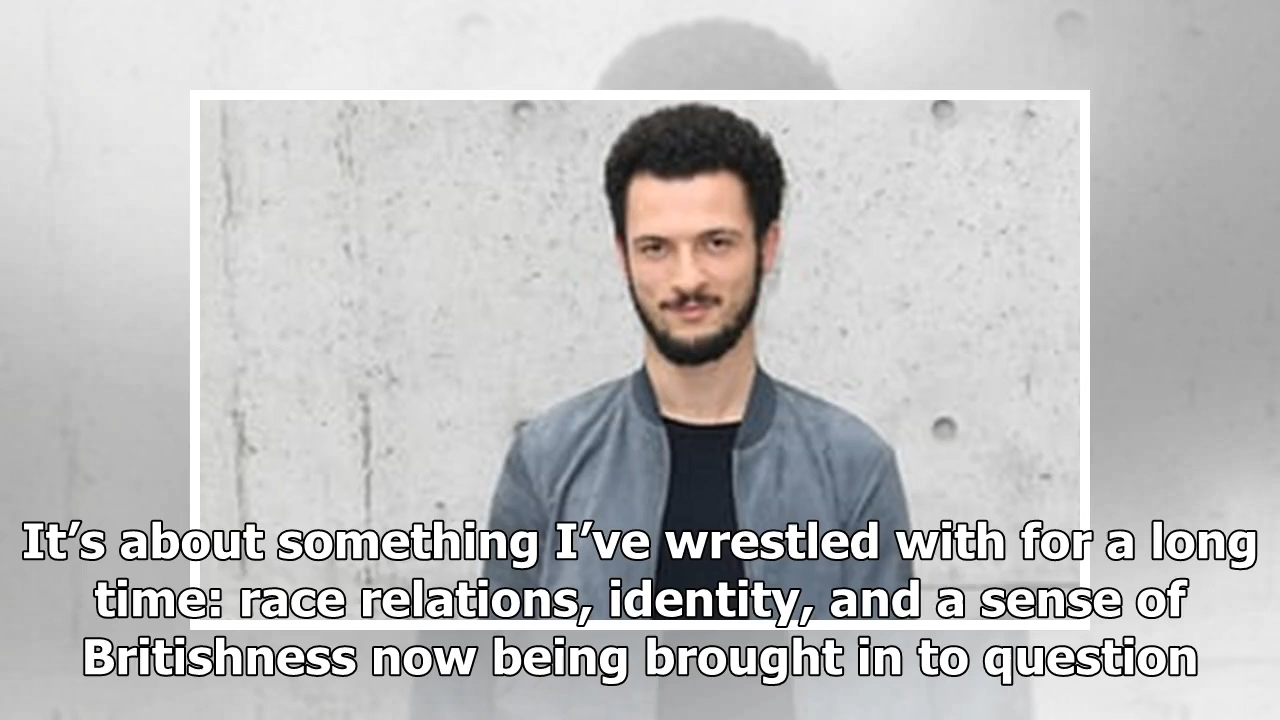 It’s about something I’ve wrestled with for a long
time: race relations, identity, and a sense of
Britishness now being brought in to question